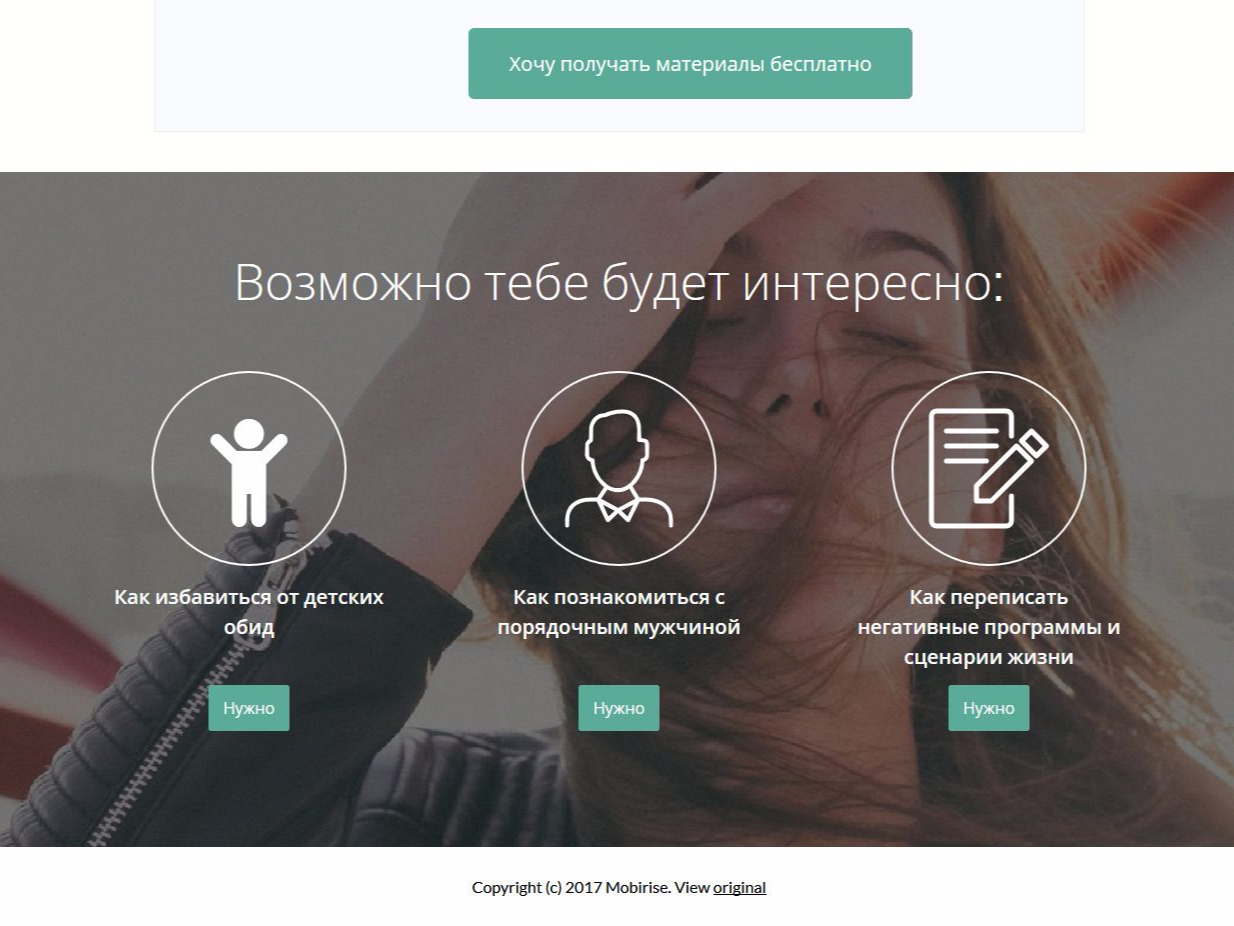 Хочу получать материалы бесплатно
Возможно тебе будет интересно:
Как избавиться от детских
обид
Нужно
Как познакомиться с
порядочным мужчиной
Нужно
Как переписать
негативные программы и
сценарии жизни
Нужно
Copyright (c) 2017 Mobirise. View original